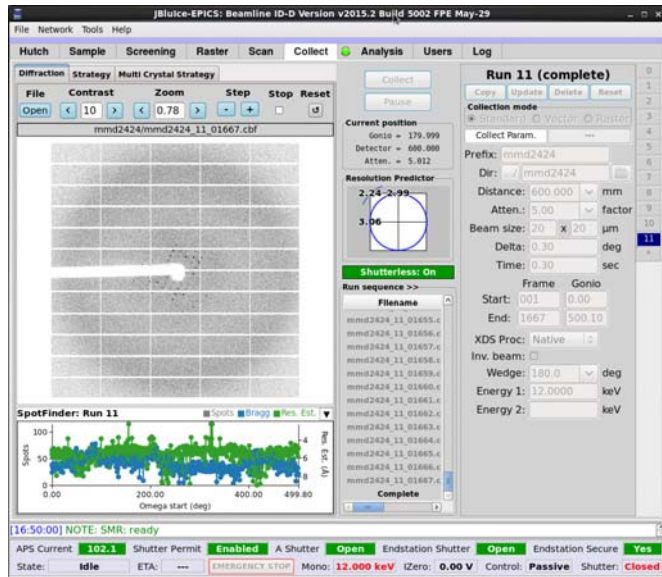 JBluIce-EPICS: Beamline ID-D Version v2015.2 Build 5002 FPE May-29
File Network Tools Help
Hutch Sample Screening Raster Scan Collect Analysis Users Log
Diffraction Strategy Multi Crystal Strategy
File Contrast Zoom Step Stop Reset
Open < 10 > < 0.78 > - +
mmd2424/mmd2424_11_01667.cbf
SpotFinder: Run 11 Spots Bragg Res. Est.
100
50
0
Spots
4
6
8
Res. Est. (Å)
0.00 200.00 400.00 499.80
Omega start (deg)
Collect
Pause
Current position
Gonio = 179.999
Detector = 600.000
Atten. = 5.012
Resolution Predictor
2.24 2.99
3.06
Shutterless: On
Run sequence >>
Filename
mmd2424_11_01655.c
mmd2424_11_01656.c
mmd2424_11_01657.c
mmd2424_11_01658.c
mmd2424_11_01659.c
mmd2424_11_01660.c
mmd2424_11_01661.c
mmd2424_11_01662.c
mmd2424_11_01663.c
mmd2424_11_01664.c
mmd2424_11_01665.c
mmd2424_11_01666.c
mmd2424_11_01667.c
Complete
Run 11 (complete)
Copy Update Delete Reset
Collection mode
Standard Vector Raster
Collect Param. ---
Prefix: mmd2424
Dir: ../mmd2424
Distance: 600.000 mm
Atten.: 5.00 factor
Beam size: 20 x 20 µm
Delta: 0.30 deg
Time: 0.30 sec
Frame Gonio
Start: 001 0.00
End: 1667 500.10
XDS Proc: Native
Inv. beam:
Wedge: 180.0 deg
Energy 1: 12.0000 keV
Energy 2: keV
0
1
2
3
4
5
6
7
8
9
10
11
*
[16:50:00] NOTE: SMR: ready
APS Current 102.1 Shutter Permit Enabled A Shutter Open Endstation Shutter Open Endstation Secure Yes
State: Idle ETA: --- EMERGENCY STOP Mono: 12.000 keV IZero: 0.00 V Control: Passive Shutter: Closed